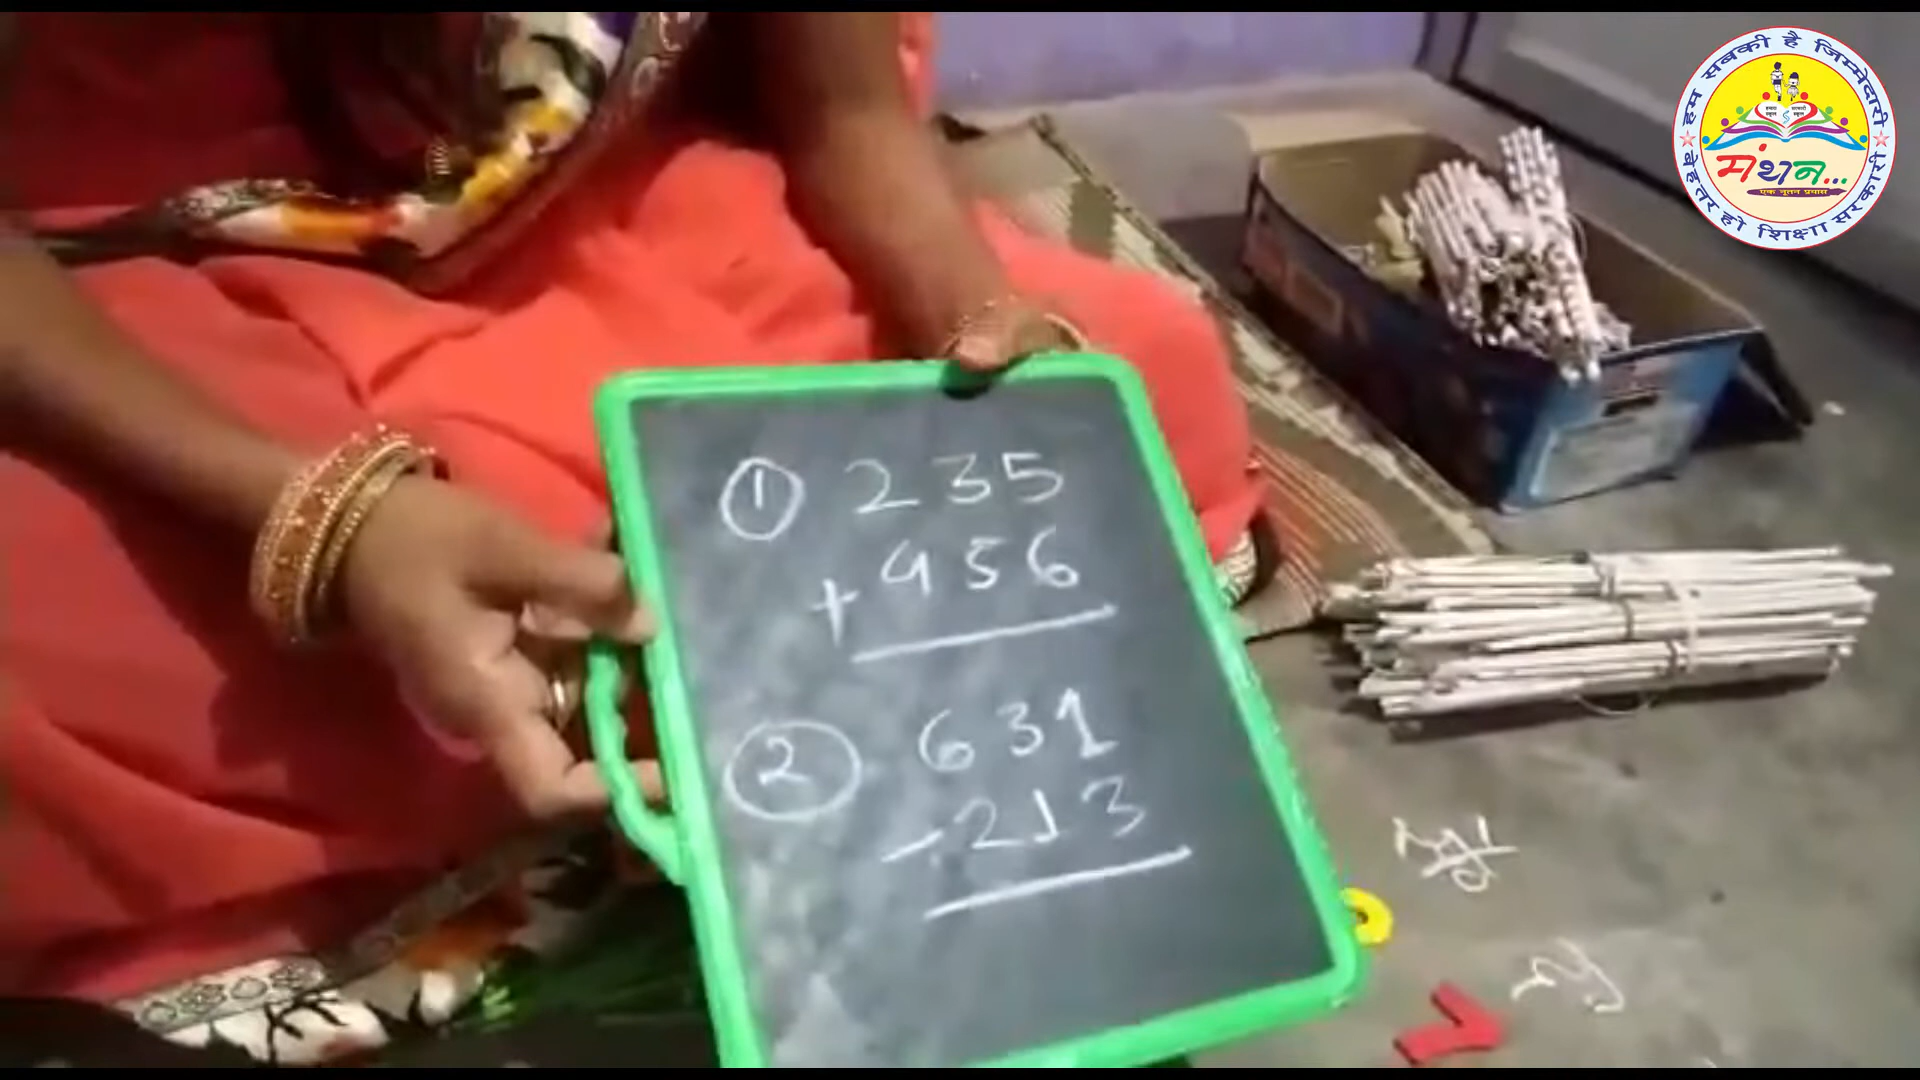 ① 235
+ 456
② 631
- 213
हम सबकी है जिम्मेदारी
बेहतर हो शिक्षा सरकारी
मंथन...
एक नूतन प्रयास